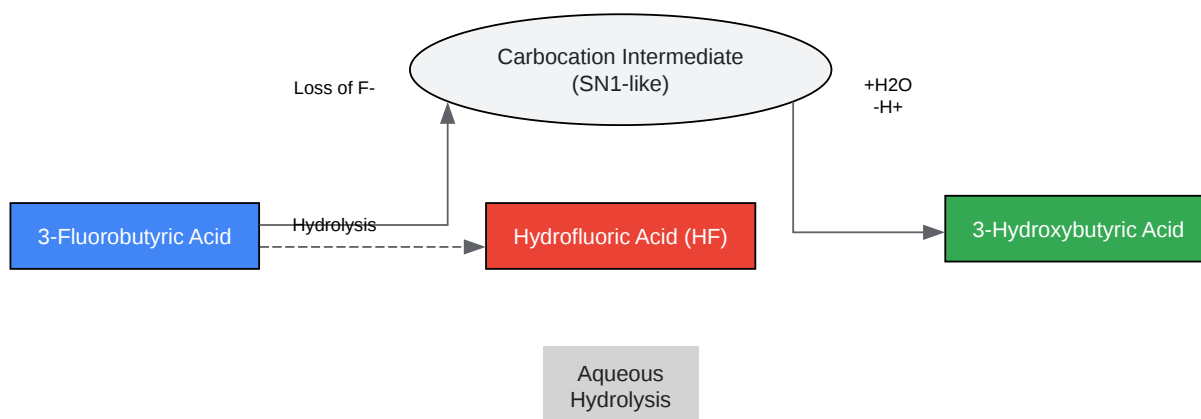 Carbocation Intermediate
(SN1-like)
Loss of F-
+H2O
-H+
3-Fluorobutyric Acid
Hydrolysis
Hydrofluoric Acid (HF)
3-Hydroxybutyric Acid
Aqueous
Hydrolysis